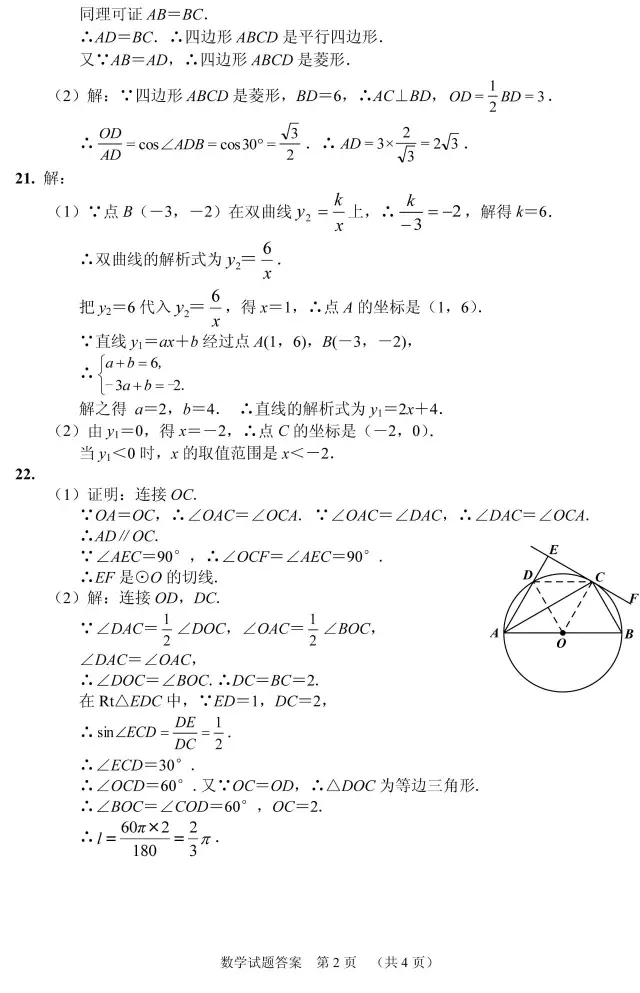 同理可证 AB＝BC．
∴AD＝BC．∴四边形 ABCD 是平行四边形．
又∵AB＝AD，∴四边形 ABCD 是菱形．
（2）解：∵四边形 ABCD 是菱形，BD＝6，∴AC⊥BD，OD = 1/2 BD = 3．
∴ OD/AD = cos∠ADB = cos30° = √3/2 ．∴ AD = 3× 2/√3 = 2√3 ．
21. 解：
（1）∵点 B（－3，－2）在双曲线 y₂ = k/x 上，∴ k/−3 = −2，解得 k＝6．
∴双曲线的解析式为 y₂＝ 6/x ．
把 y₂＝6 代入 y₂＝ 6/x ，得 x＝1，∴点 A 的坐标是（1，6）．
∵直线 y₁＝ax＋b 经过点 A(1，6)，B(－3，－2)，
∴ { a + b = 6，
−3a + b = −2.
解之得 a＝2，b＝4． ∴直线的解析式为 y₁＝2x＋4．
（2）由 y₁＝0，得 x＝－2，∴点 C 的坐标是（－2，0）．
当 y₁＜0 时，x 的取值范围是 x＜－2．
22.
（1）证明：连接 OC.
∵OA＝OC，∴∠OAC＝∠OCA．∵∠OAC＝∠DAC，∴∠DAC＝∠OCA．
∴AD∥OC.
∵∠AEC＝90°，∴∠OCF＝∠AEC＝90°．
∴EF 是⊙O 的切线.
（2）解：连接 OD，DC.
∵∠DAC＝ 1/2 ∠DOC，∠OAC＝ 1/2 ∠BOC，
∠DAC＝∠OAC，
∴∠DOC＝∠BOC. ∴DC＝BC＝2.
在 Rt△EDC 中，∵ED＝1，DC＝2，
∴ sin∠ECD = DE/DC = 1/2 .
∴∠ECD＝30°．
∴∠OCD＝60°. 又∵OC＝OD，∴△DOC 为等边三角形.
∴∠BOC＝∠COD＝60°，OC＝2.
∴ l = 60π×2/180 = 2/3 π ．
E
D
C
F
A
O
B
数学试题答案 第 2 页 （共 4 页）